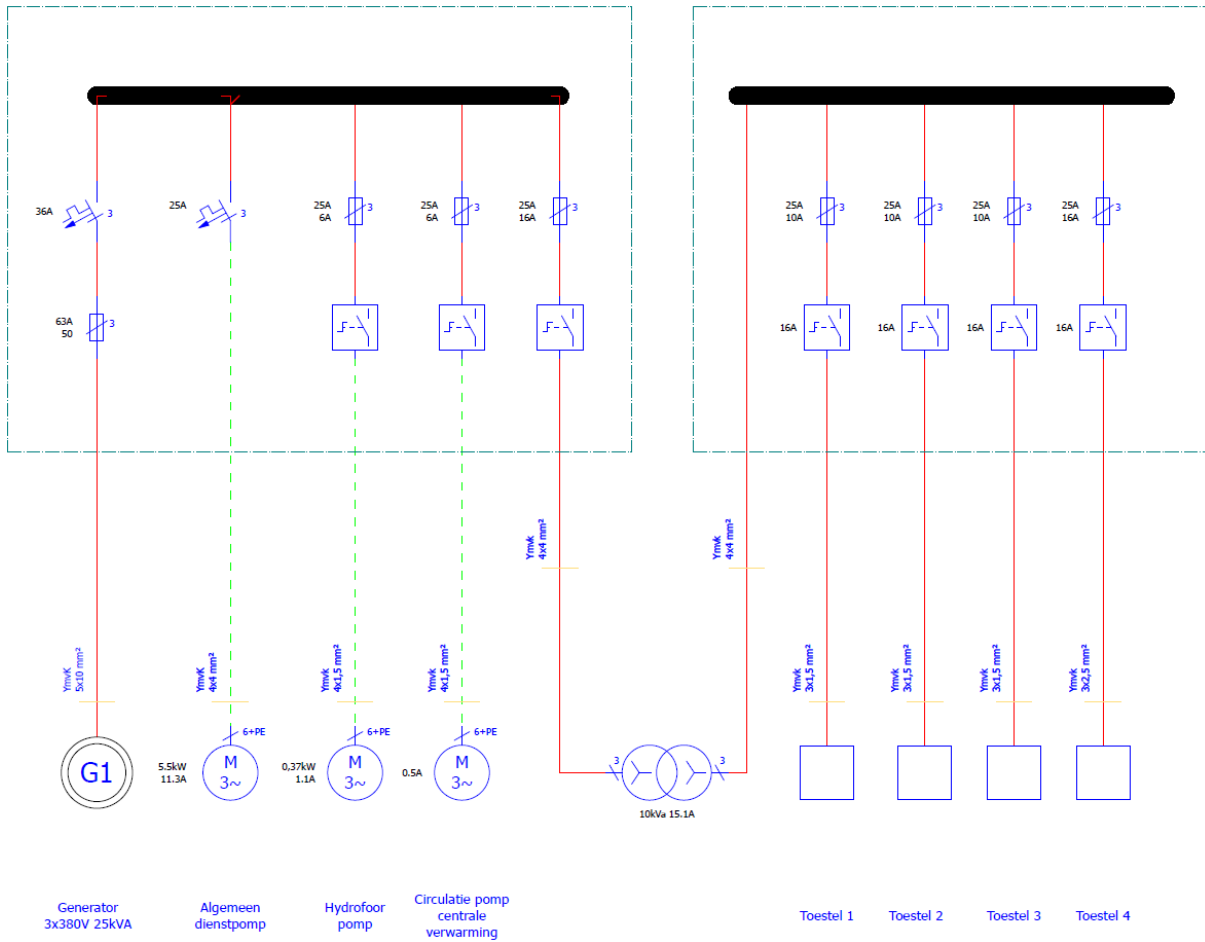 36A
3
25A
3
25A
6A
3
25A
6A
3
25A
16A
3
25A
10A
3
25A
10A
3
25A
10A
3
25A
16A
3
63A
50
3
16A
16A
16A
16A
Ymvk
4x4 mm²
Ymvk
4x4 mm²
YmvK
5x10 mm²
YmvK
4x4 mm²
Ymvk
4x1,5 mm²
Ymvk
4x1,5 mm²
Ymvk
3x1,5 mm²
Ymvk
3x1,5 mm²
Ymvk
3x1,5 mm²
Ymvk
3x2,5 mm²
6+PE
6+PE
6+PE
G1
5.5kW
11.3A
M
3~
0,37kW
1.1A
M
3~
0.5A
M
3~
3
3
10kVa 15.1A
Generator
3x380V 25kVA
Algemeen
dienstpomp
Hydrofoor
pomp
Circulatie pomp
centrale
verwarming
Toestel 1
Toestel 2
Toestel 3
Toestel 4